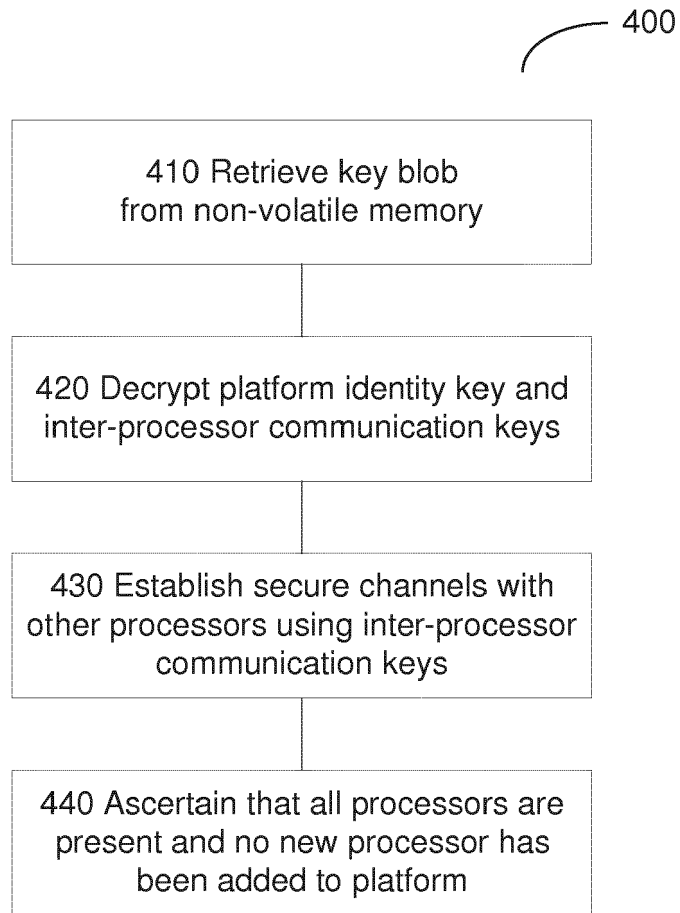 400
410 Retrieve key blob
from non-volatile memory
420 Decrypt platform identity key and
inter-processor communication keys
430 Establish secure channels with
other processors using inter-processor
communication keys
440 Ascertain that all processors are
present and no new processor has
been added to platform